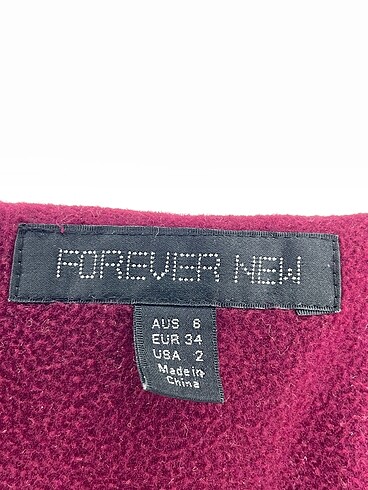 FOREVER NEW
AUS 6
EUR 34
USA 2
Made in
China